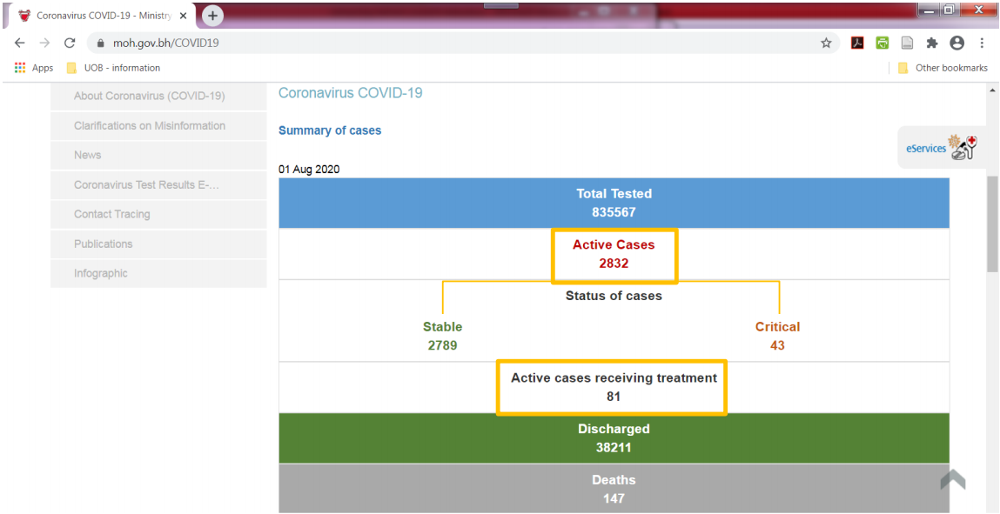 Coronavirus COVID-19 - Ministry
moh.gov.bh/COVID19
Apps
UOB - information
Other bookmarks
About Coronavirus (COVID-19)
Clarifications on Misinformation
News
Coronavirus Test Results E-...
Contact Tracing
Publications
Infographic
Coronavirus COVID-19
Summary of cases
eServices
01 Aug 2020
Total Tested
835567
Active Cases
2832
Status of cases
Stable
2789
Critical
43
Active cases receiving treatment
81
Discharged
38211
Deaths
147